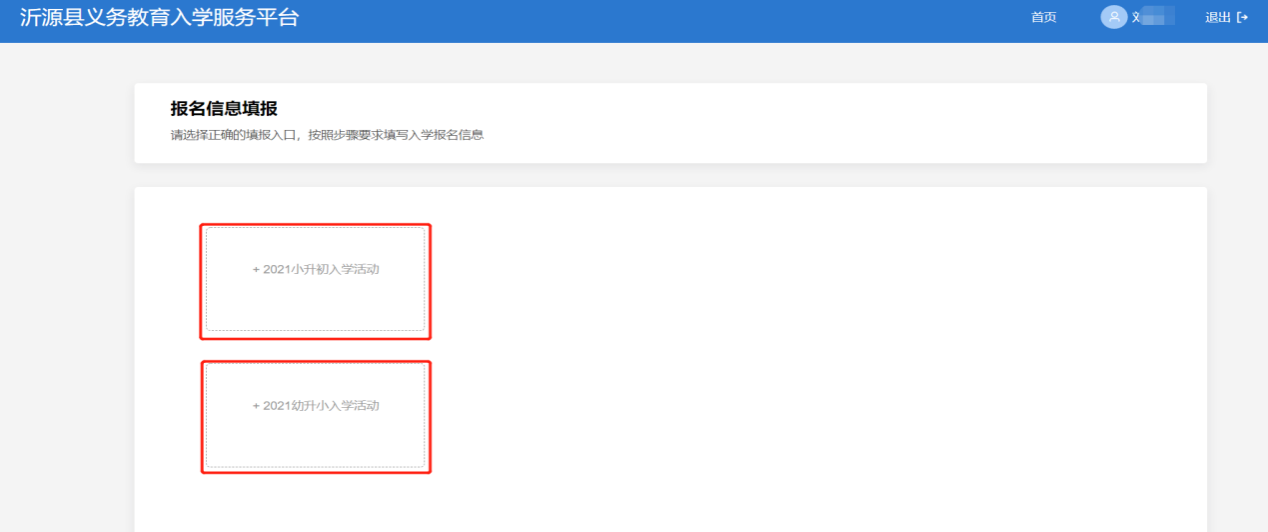 沂源县义务教育入学服务平台
首页
退出
报名信息填报
请选择正确的填报入口，按照步骤要求填写入学报名信息
+ 2021小升初入学活动
+ 2021幼升小入学活动